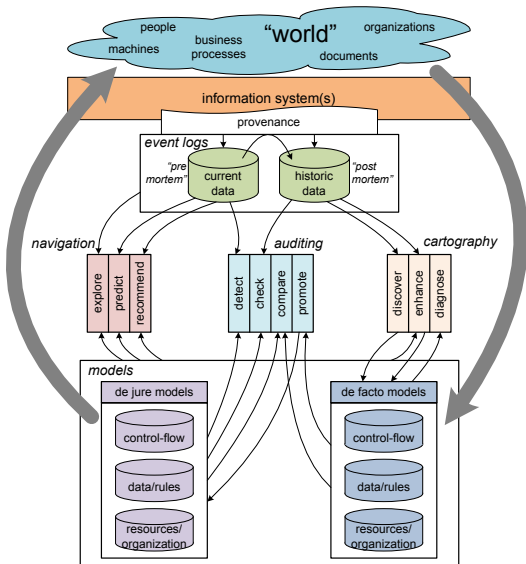 people
organizations
"world"
business
processes
machines
documents
information system(s)
provenance
event logs
"pre
mortem"
current
data
historic
data
"post
mortem"
navigation
auditing
cartography
explore
predict
recommend
detect
check
compare
promote
discover
enhance
diagnose
models
de jure models
de facto models
control-flow
control-flow
data/rules
data/rules
resources/
organization
resources/
organization